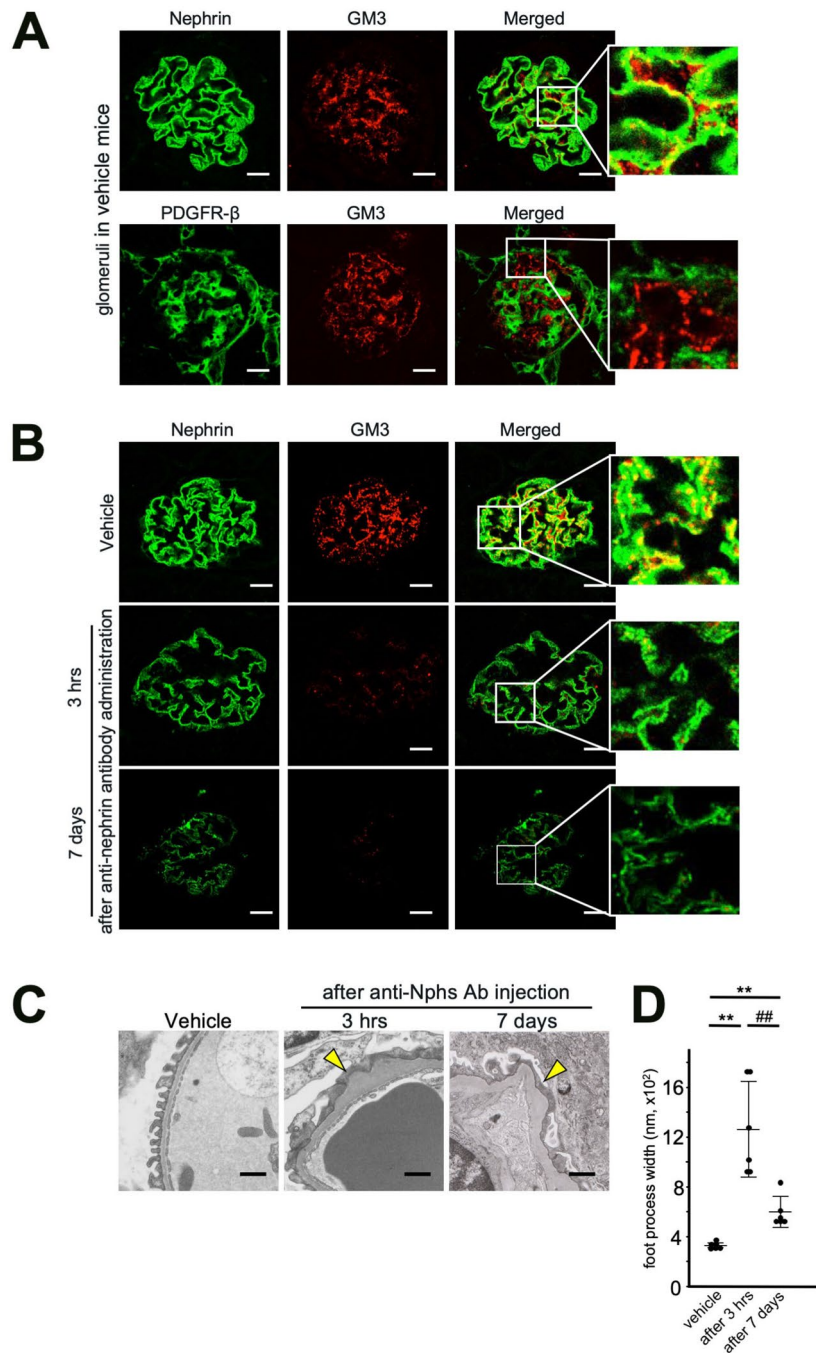 A
Nephrin GM3 Merged
glomeruli in vehicle mice
PDGFR-β GM3 Merged
B
Nephrin GM3 Merged
Vehicle
3 hrs
7 days
after anti-nephrin antibody administration
C
after anti-Nphs Ab injection
Vehicle 3 hrs 7 days
D
**
** ##
foot process width (nm, x10²)
16
12
8
4
0
vehicle
after 3 hrs
after 7 days